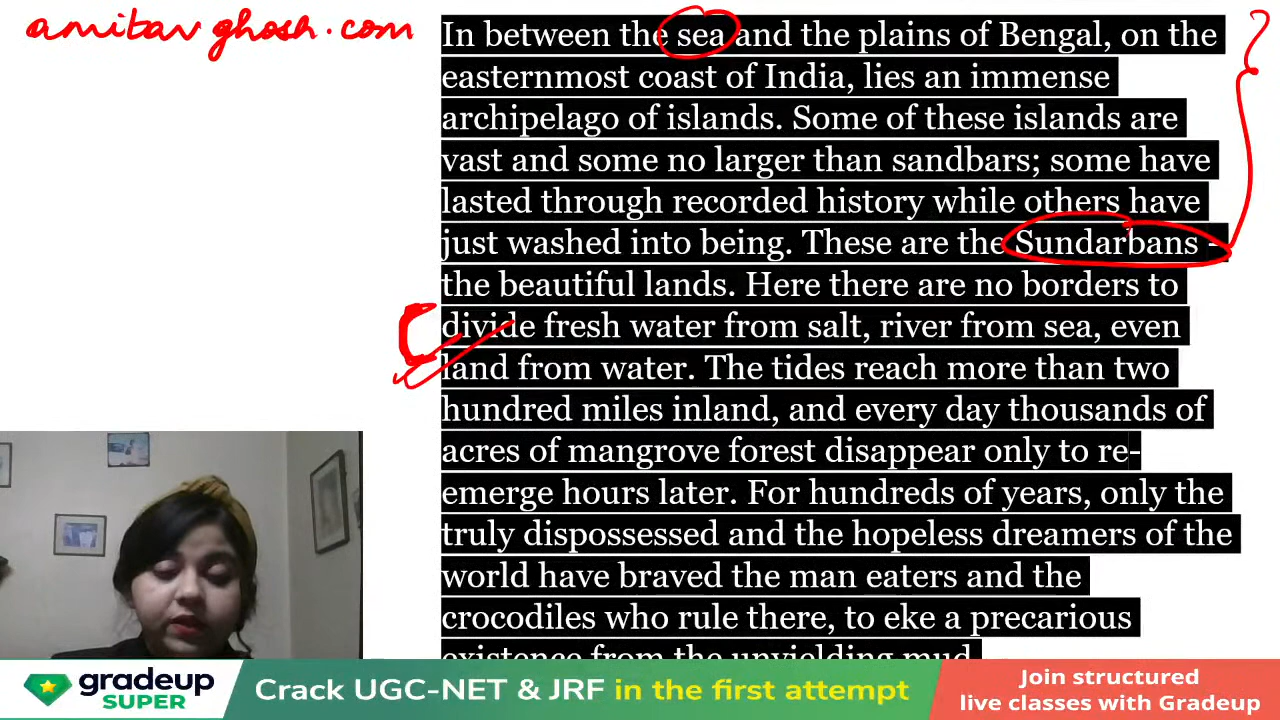 amitav ghosh.com
In between the sea and the plains of Bengal, on the
easternmost coast of India, lies an immense
archipelago of islands. Some of these islands are
vast and some no larger than sandbars; some have
lasted through recorded history while others have
just washed into being. These are the Sundarbans -
the beautiful lands. Here there are no borders to
divide fresh water from salt, river from sea, even
land from water. The tides reach more than two
hundred miles inland, and every day thousands of
acres of mangrove forest disappear only to re-
emerge hours later. For hundreds of years, only the
truly dispossessed and the hopeless dreamers of the
world have braved the man eaters and the
crocodiles who rule there, to eke a precarious
existence from the unyielding mud.
gradeup
SUPER
Crack UGC-NET & JRF in the first attempt
Join structured
live classes with Gradeup